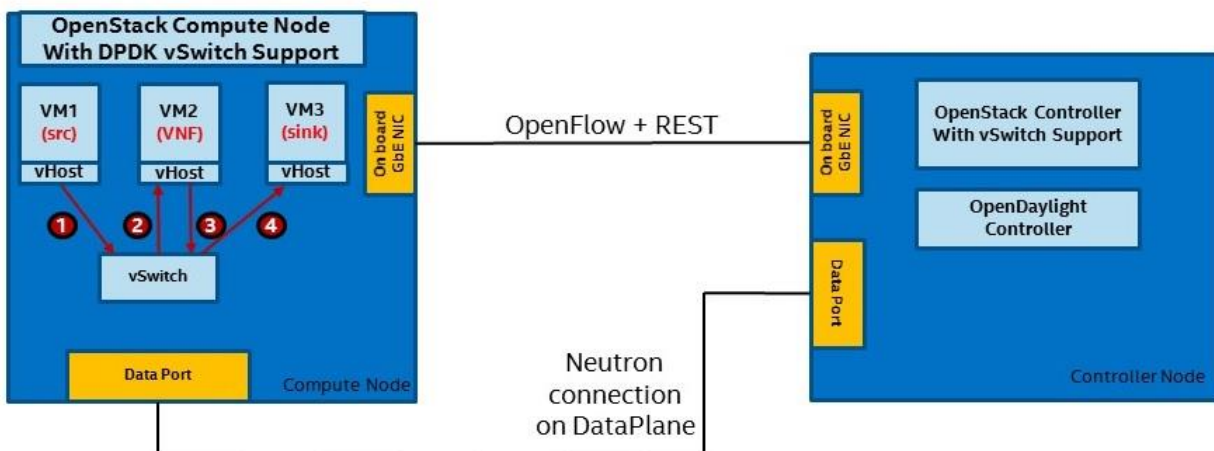 OpenStack Compute Node
With DPDK vSwitch Support
VM1
(src)
vHost
VM2
(VNF)
vHost
VM3
(sink)
vHost
On board
GbE NIC
1
2
3
4
vSwitch
Data Port
Compute Node
OpenFlow + REST
Neutron
connection
on DataPlane
On board
GbE NIC
Data Port
OpenStack Controller
With vSwitch Support
OpenDaylight
Controller
Controller Node